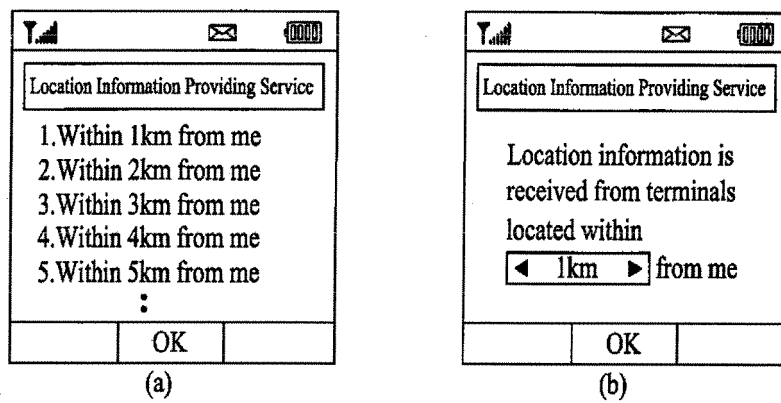 Location Information Providing Service
1.Within 1km from me
2.Within 2km from me
3.Within 3km from me
4.Within 4km from me
5.Within 5km from me
:
OK
(a)
Location Information Providing Service
Location information is
received from terminals
located within
◀ 1km ▶ from me
OK
(b)